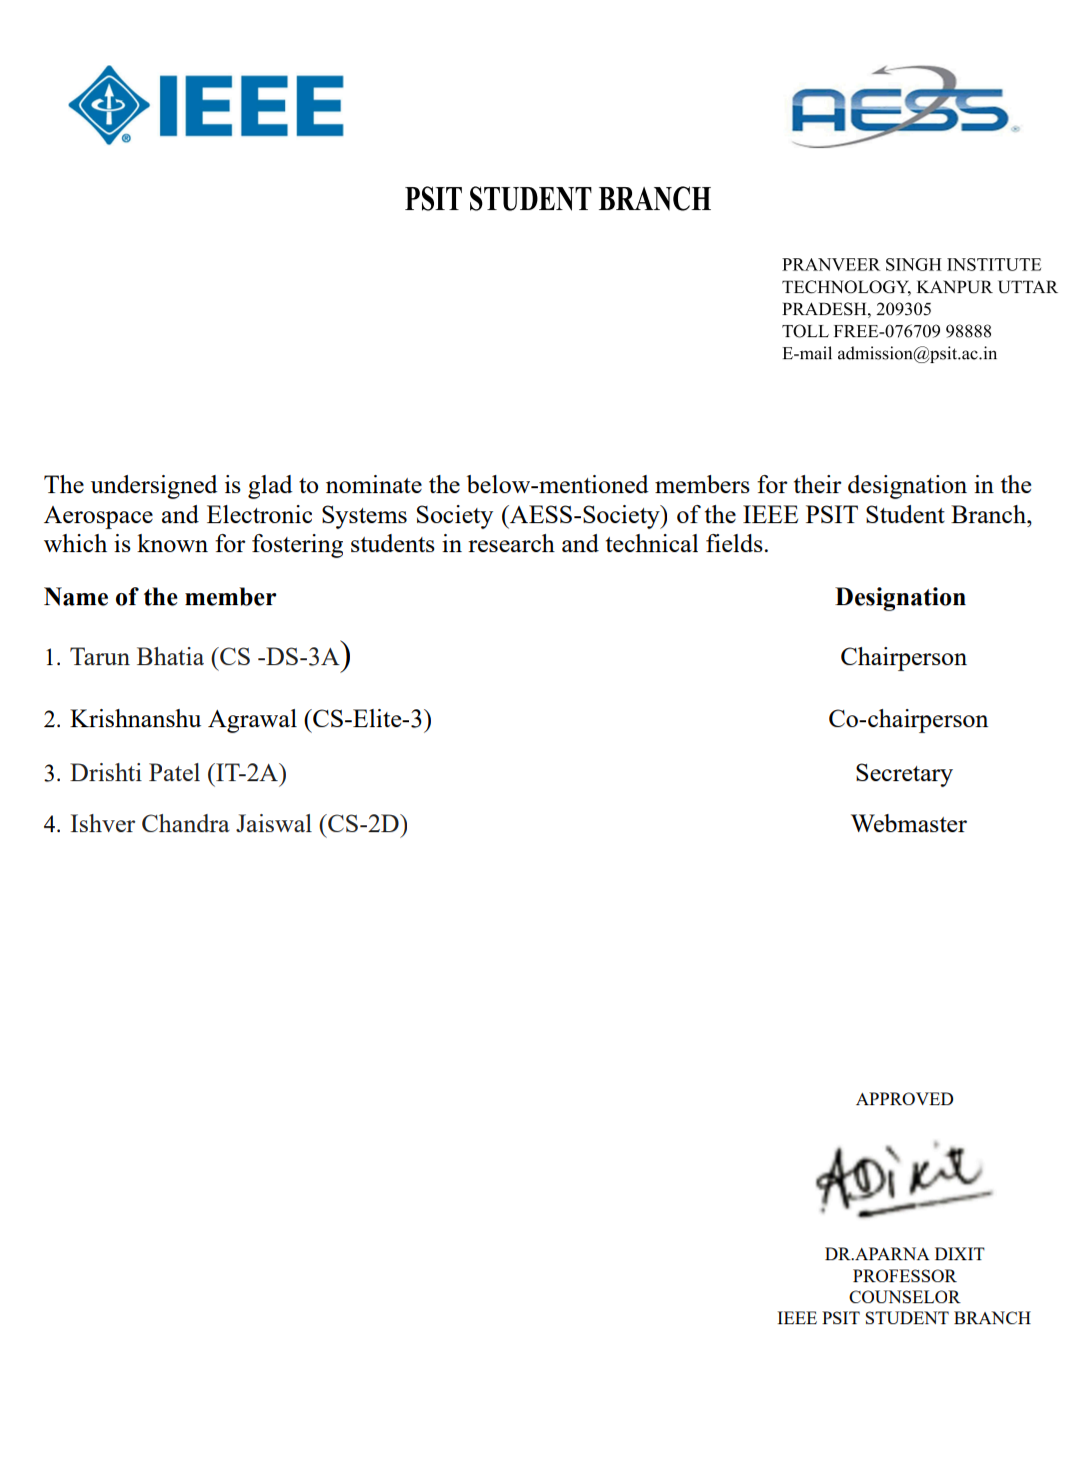 IEEE
AESS
PSIT STUDENT BRANCH
PRANVEER SINGH INSTITUTE
TECHNOLOGY, KANPUR UTTAR
PRADESH, 209305
TOLL FREE-076709 98888
E-mail admission@psit.ac.in
The undersigned is glad to nominate the below-mentioned members for their designation in the
Aerospace and Electronic Systems Society (AESS-Society) of the IEEE PSIT Student Branch,
which is known for fostering students in research and technical fields.
Name of the member Designation
1. Tarun Bhatia (CS -DS-3A) Chairperson
2. Krishnanshu Agrawal (CS-Elite-3) Co-chairperson
3. Drishti Patel (IT-2A) Secretary
4. Ishver Chandra Jaiswal (CS-2D) Webmaster
APPROVED
ADixit
DR.APARNA DIXIT
PROFESSOR
COUNSELOR
IEEE PSIT STUDENT BRANCH